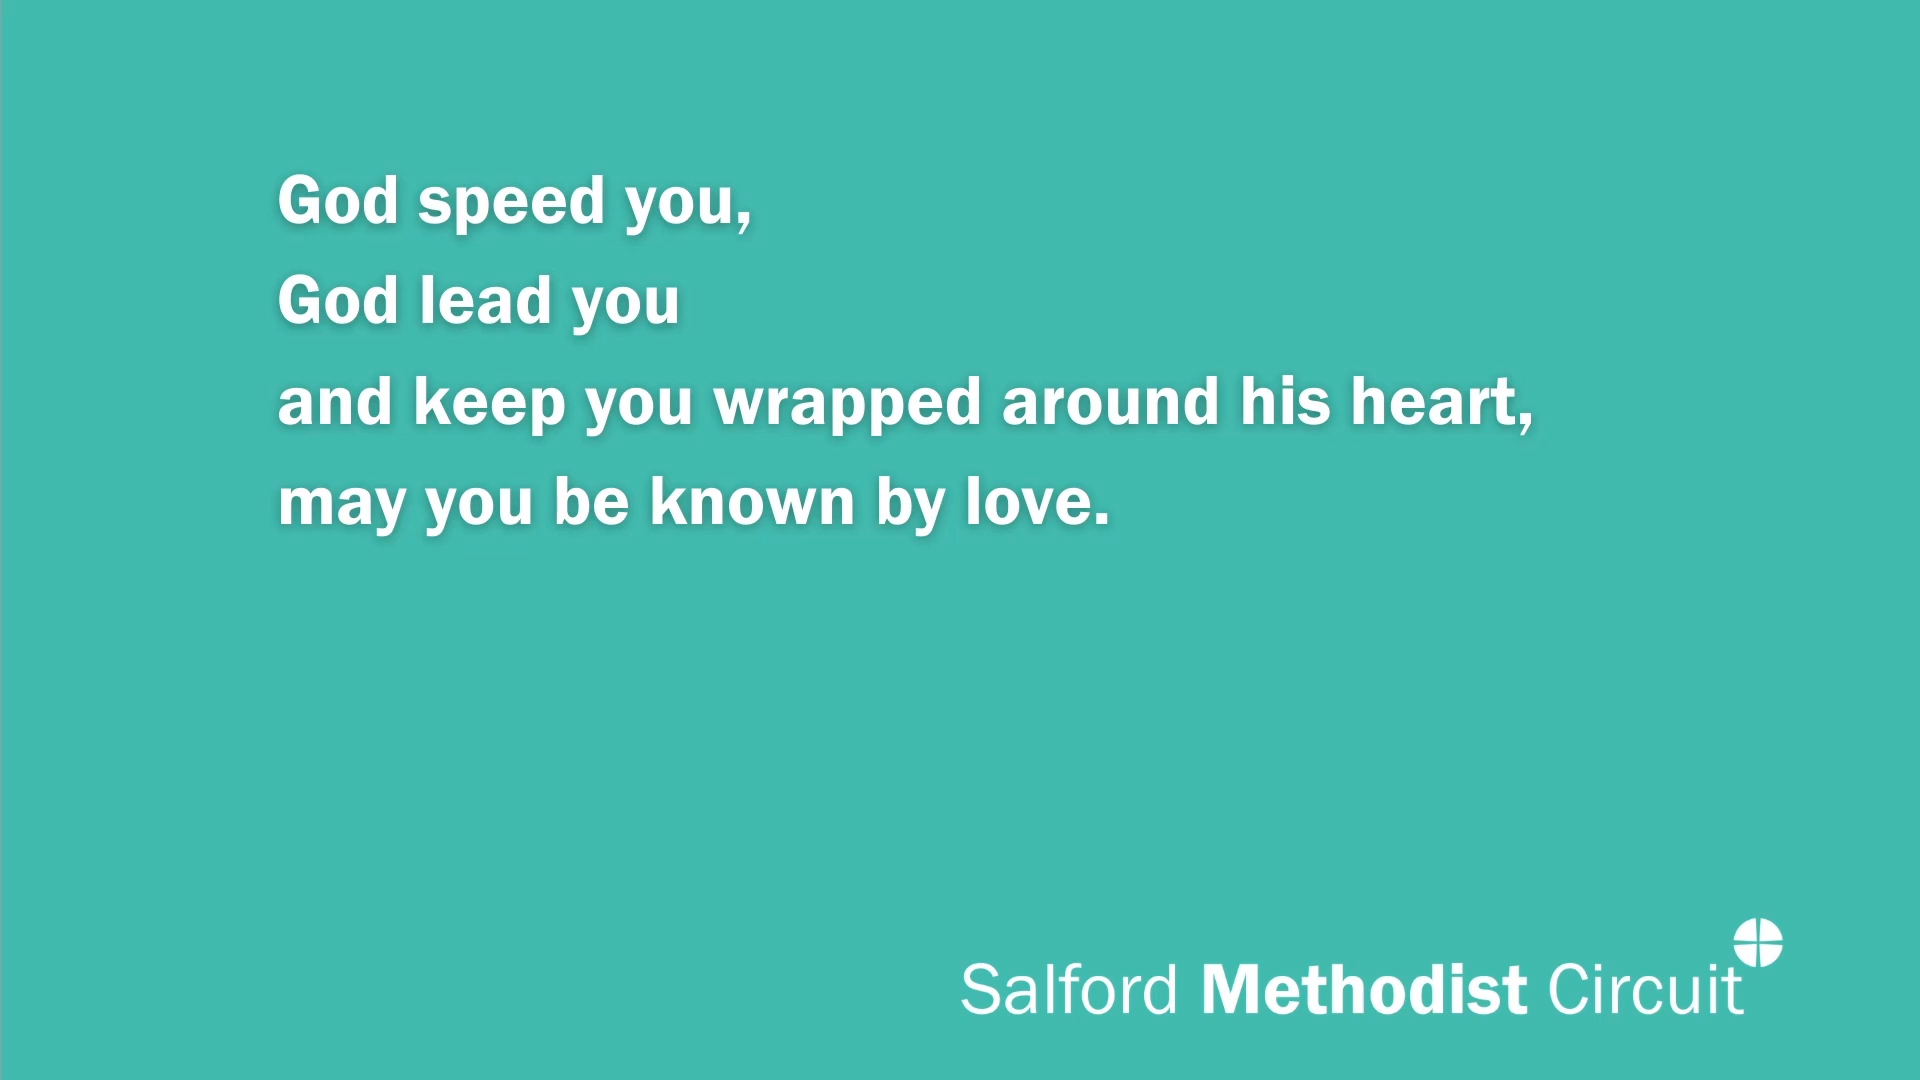 God speed you,
God lead you
and keep you wrapped around his heart,
may you be known by love.
Salford Methodist Circuit